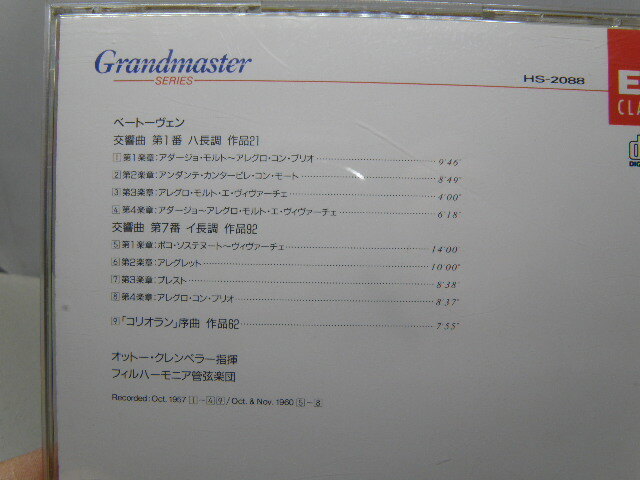 Grandmaster
SERIES
HS-2088
E
CLA
ベートーヴェン
交響曲 第1番 ハ長調 作品21
1 第1楽章:アダージョ・モルト〜アレグロ・コン・ブリオ 9'46"
2 第2楽章:アンダンテ・カンタービレ・コン・モート 8'49"
3 第3楽章:アレグロ・モルト・エ・ヴィヴァーチェ 4'00"
4 第4楽章:アダージョ〜アレグロ・モルト・エ・ヴィヴァーチェ 6'18"
交響曲 第7番 イ長調 作品92
5 第1楽章:ポコ・ソステヌート〜ヴィヴァーチェ 14'00"
6 第2楽章:アレグレット 10'00"
7 第3楽章:プレスト 8'38"
8 第4楽章:アレグロ・コン・ブリオ 8'37"
9 「コリオラン」序曲 作品62 7'55"
オットー・クレンペラー指揮
フィルハーモニア管弦楽団
Recorded: Oct. 1957 1〜4 9 / Oct. & Nov. 1960 5〜8